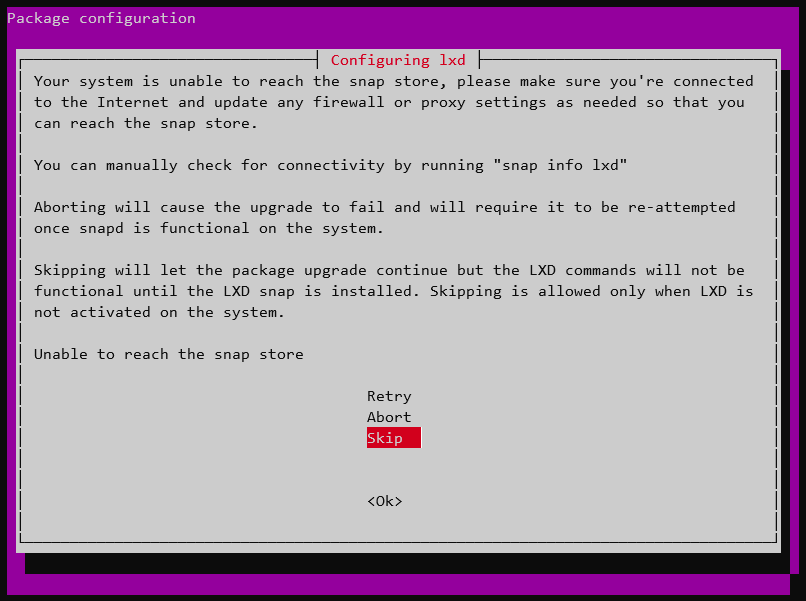 Package configuration
Configuring lxd
Your system is unable to reach the snap store, please make sure you're connected
to the Internet and update any firewall or proxy settings as needed so that you
can reach the snap store.
You can manually check for connectivity by running "snap info lxd"
Aborting will cause the upgrade to fail and will require it to be re-attempted
once snapd is functional on the system.
Skipping will let the package upgrade continue but the LXD commands will not be
functional until the LXD snap is installed. Skipping is allowed only when LXD is
not activated on the system.
Unable to reach the snap store
Retry
Abort
Skip
<Ok>